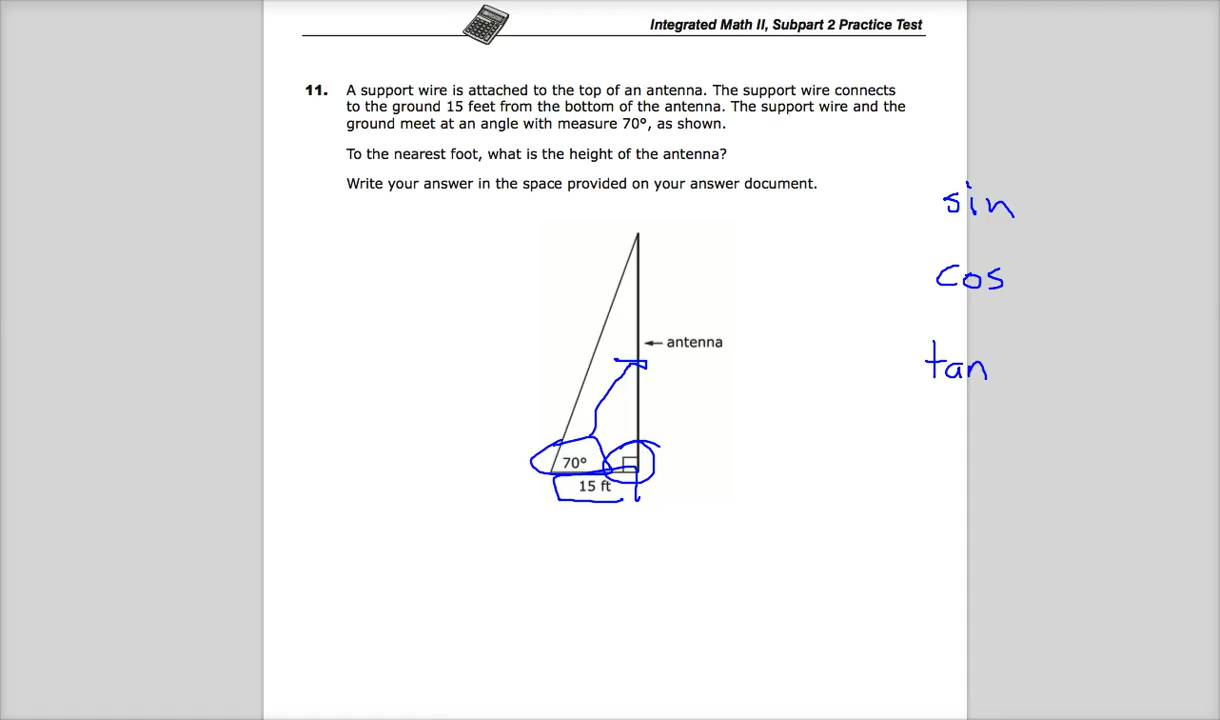 Integrated Math II, Subpart 2 Practice Test
11. A support wire is attached to the top of an antenna. The support wire connects
to the ground 15 feet from the bottom of the antenna. The support wire and the
ground meet at an angle with measure 70º, as shown.
To the nearest foot, what is the height of the antenna?
Write your answer in the space provided on your answer document.
sin
cos
antenna
tan
70º
15 ft